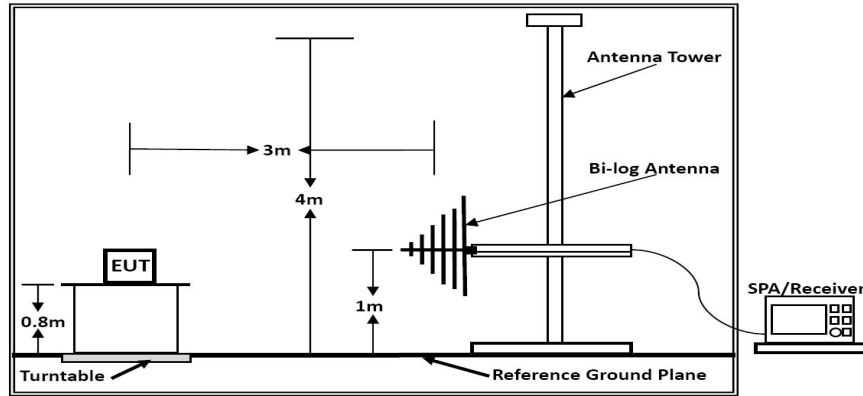 Antenna Tower
3m
Bi-log Antenna
4m
EUT
SPA/Receiver
0.8m
1m
Turntable
Reference Ground Plane